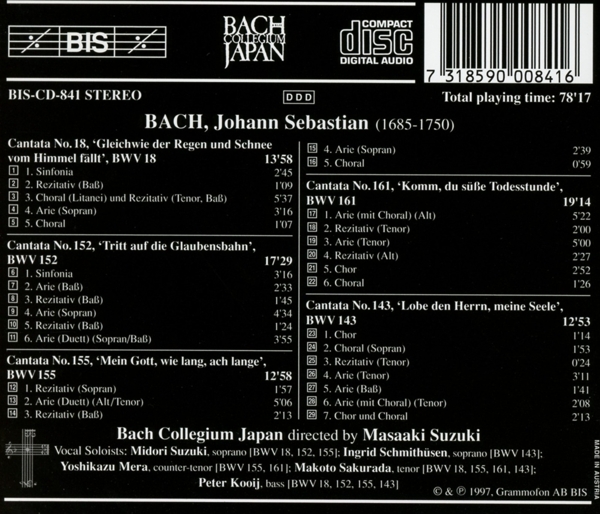 BIS
BACH
COLLEGIUM
JAPAN
COMPACT
disc
DIGITAL AUDIO
7 318590 008416
BIS-CD-841 STEREO
DDD
Total playing time: 78'17
BACH, Johann Sebastian (1685-1750)
Cantata No. 18, ‘Gleichwie der Regen und Schnee
vom Himmel fällt’, BWV 18 13'58
1 1. Sinfonia 2'45
2 2. Rezitativ (Baß) 1'09
3 3. Choral (Litanei) und Rezitativ (Tenor, Baß) 5'37
4 4. Arie (Sopran) 3'16
5 5. Choral 1'07
Cantata No. 152, ‘Tritt auf die Glaubensbahn’,
BWV 152 17'29
6 1. Sinfonia 3'16
7 2. Arie (Baß) 2'33
8 3. Rezitativ (Baß) 1'45
9 4. Arie (Sopran) 4'34
10 5. Rezitativ (Baß) 1'24
11 6. Arie (Duett) (Sopran/Baß) 3'55
Cantata No. 155, ‘Mein Gott, wie lang, ach lange’,
BWV 155 12'58
12 1. Rezitativ (Sopran) 1'57
13 2. Arie (Duett) (Alt/Tenor) 5'06
14 3. Rezitativ (Baß) 2'13
15 4. Arie (Sopran) 2'39
16 5. Choral 0'59
Cantata No. 161, ‘Komm, du süße Todesstunde’,
BWV 161 19'14
17 1. Arie (mit Choral) (Alt) 5'22
18 2. Rezitativ (Tenor) 2'00
19 3. Arie (Tenor) 5'00
20 4. Rezitativ (Alt) 2'27
21 5. Chor 2'52
22 6. Choral 1'26
Cantata No. 143, ‘Lobe den Herrn, meine Seele’,
BWV 143 12'53
23 1. Chor 1'14
24 2. Choral (Sopran) 1'53
25 3. Rezitativ (Tenor) 0'24
26 4. Arie (Tenor) 3'11
27 5. Arie (Baß) 1'41
28 6. Arie (mit Choral) (Tenor) 2'08
29 7. Chor und Choral 2'13
Bach Collegium Japan directed by Masaaki Suzuki
Vocal Soloists: Midori Suzuki, soprano [BWV 18, 152, 155]; Ingrid Schmithüsen, soprano [BWV 143];
Yoshikazu Mera, counter-tenor [BWV 155, 161]; Makoto Sakurada, tenor [BWV 18, 155, 161, 143];
Peter Kooij, bass [BWV 18, 152, 155, 143]
© & ℗ 1997, Grammofon AB BIS
MADE IN AUSTRIA